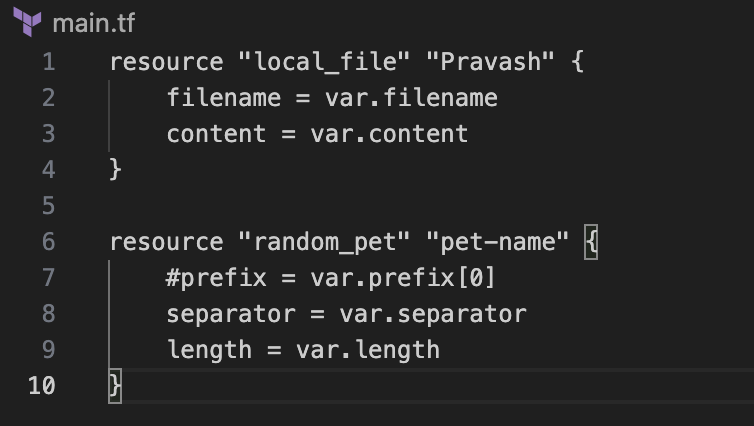 main.tf
1 resource "local_file" "Pravash" {
2     filename = var.filename
3     content = var.content
4 }
5
6 resource "random_pet" "pet-name" {
7     #prefix = var.prefix[0]
8     separator = var.separator
9     length = var.length
10 }